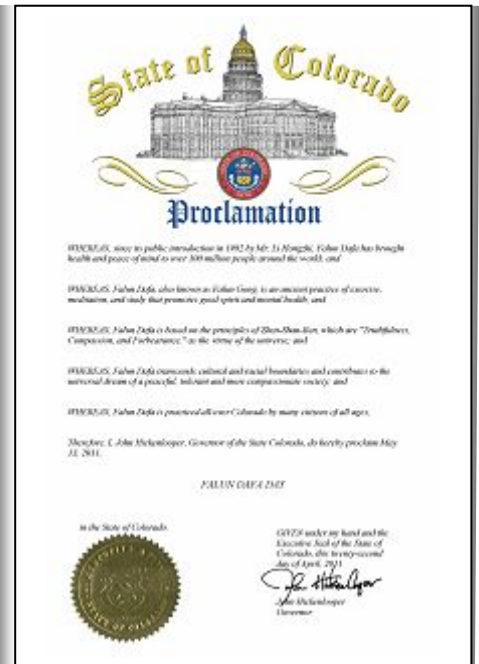 State of Colorado
Proclamation
WHEREAS, since its public introduction in 1992 by Mr. Li Hongzhi, Falun Dafa has brought
health and peace of mind to over 100 million people around the world; and
WHEREAS, Falun Dafa, also known as Falun Gong, is an ancient practice of exercise,
meditation, and study that promotes good spirit and mental health; and
WHEREAS, Falun Dafa is based on the principles of Zhen-Shan-Ren, which are "Truthfulness,
Compassion, and Forbearance," as the virtue of the universe; and
WHEREAS, Falun Dafa transcends cultural and racial boundaries and contributes to the
universal dream of a peaceful, tolerant and more compassionate society; and
WHEREAS, Falun Dafa is practiced all over Colorado by many citizens of all ages,
Therefore, I, John Hickenlooper, Governor of the State Colorado, do hereby proclaim May
2011,
FALUN DAFA DAY
in the State of Colorado.
GIVEN under my hand and the
Executive Seal of the State of
Colorado, this twenty-second
day of April, 2011
John Hickenlooper
John Hickenlooper
Governor
STATE OF COLORADO